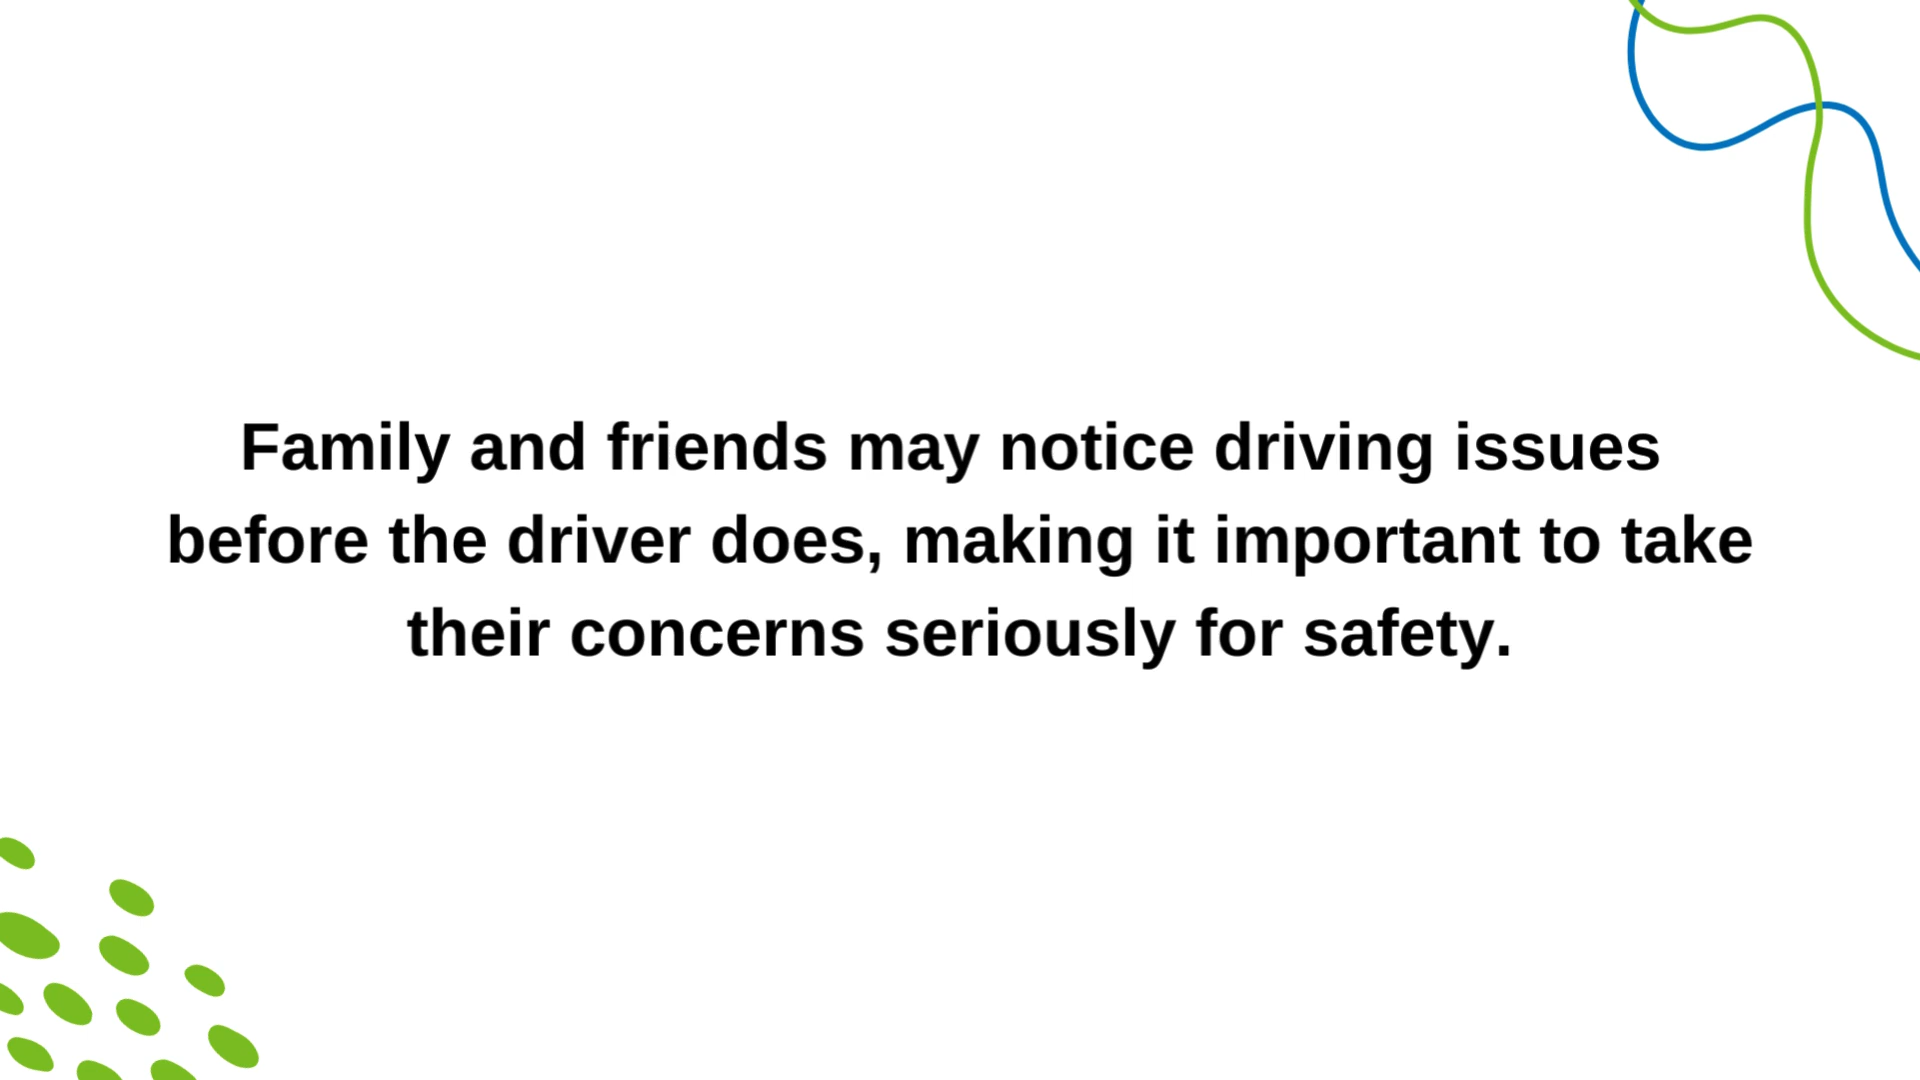 Family and friends may notice driving issues
before the driver does, making it important to take
their concerns seriously for safety.